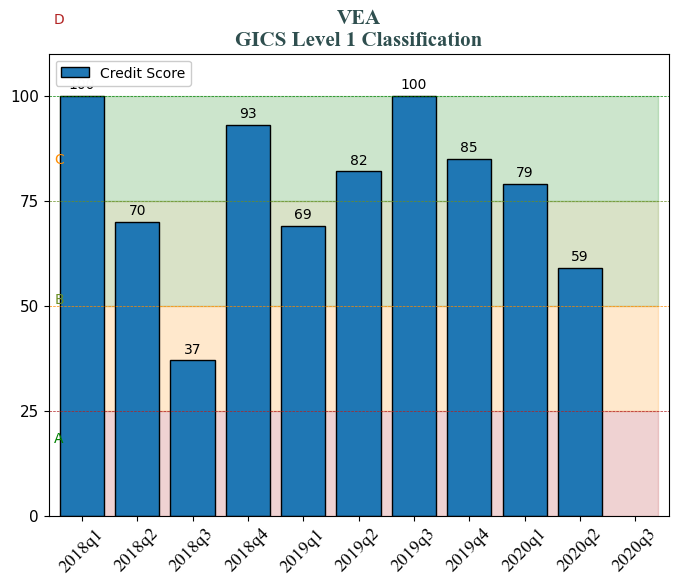 D
VEA
GICS Level 1 Classification
Credit Score
100
75
50
25
0
C
B
A
100
70
37
93
69
82
100
85
79
59
2018q1
2018q2
2018q3
2018q4
2019q1
2019q2
2019q3
2019q4
2020q1
2020q2
2020q3